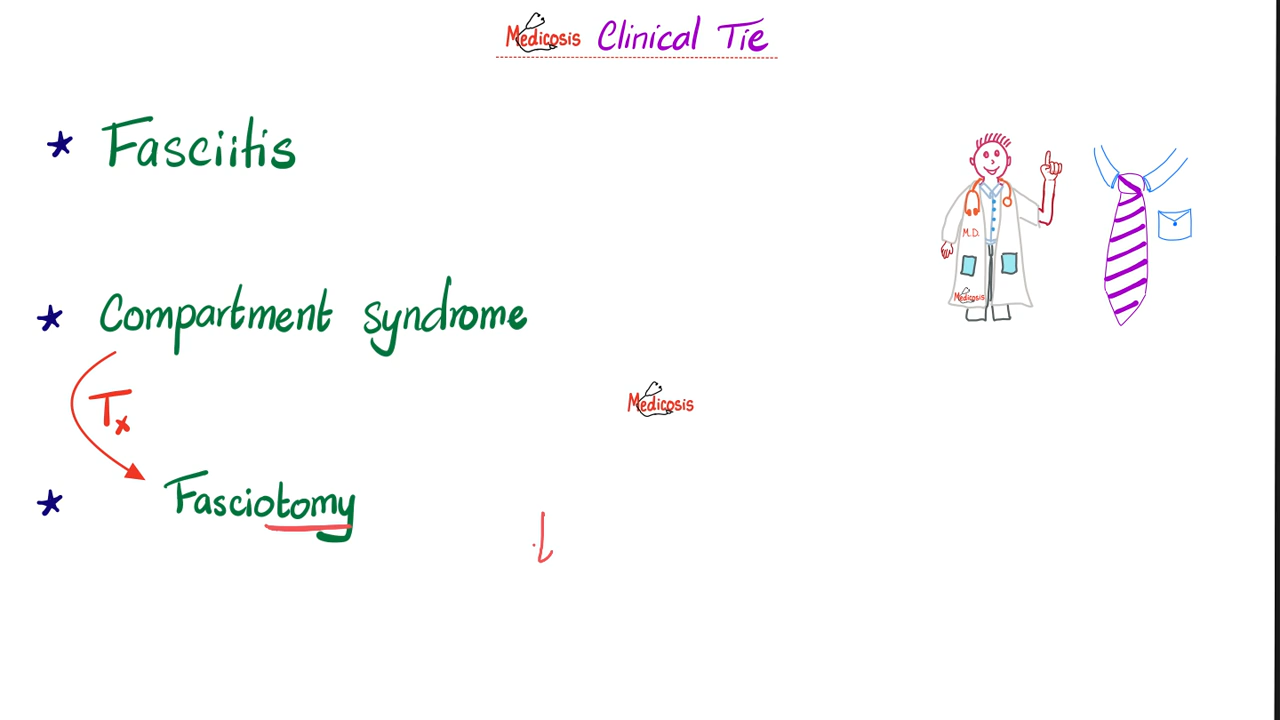 Medicosis Clinical Tie
★ Fasciitis
M.D.
Medicosis
★ Compartment syndrome
Tx
Medicosis
★ Fasciotomy